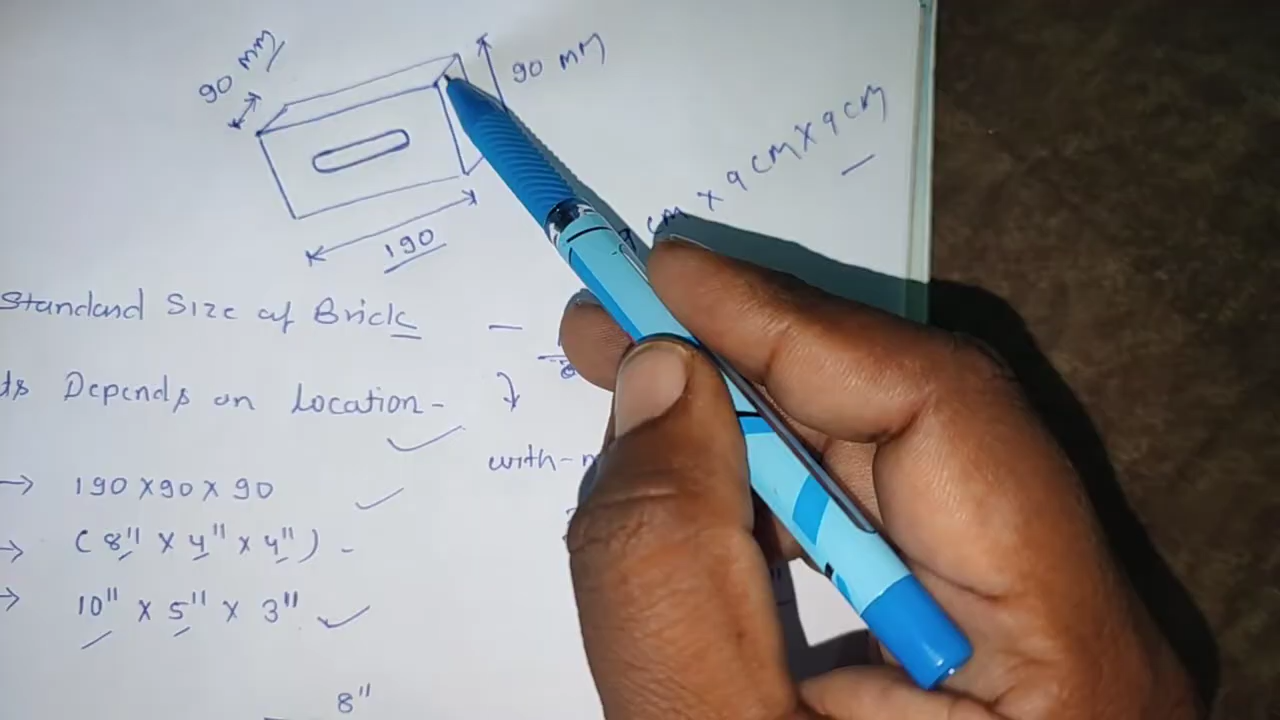 90 mm
90 mm
cm x 9 cm x 9 cm
190
Standard Size of Brick —
Depends on Location -
with-
→ 190 x 90 x 90
→ (8" x 4" x 4") -
→ 10" x 5" x 3"
8"